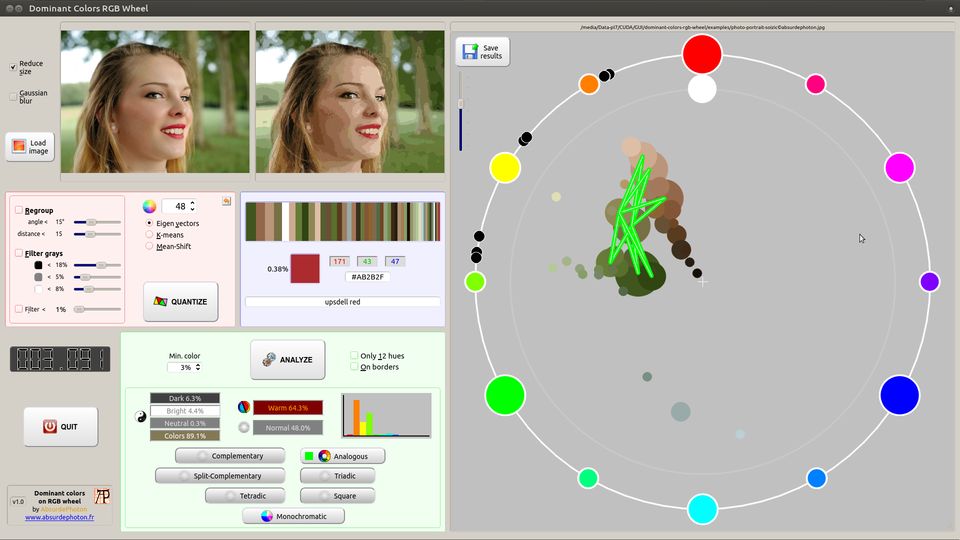 Dominant Colors RGB Wheel
/media/Data-pl7/CUDA/GUI/dominant-colors-rgb-wheel/examples/photo-portrait-soizic©absurdephoton.jpg
Reduce
size
Gaussian
blur
Load
image
Save
results
Regroup
angle < 15°
distance < 15
Filter grays
< 18%
< 5%
< 8%
Filter < 1%
48
Eigen vectors
K-means
Mean-Shift
QUANTIZE
0.38%
171 43 47
#AB2B2F
upsdell red
003.091
QUIT
Min. color
3%
ANALYZE
Only 12 hues
On borders
Dark 6.3%
Bright 4.4%
Neutral 0.3%
Colors 89.1%
Warm 64.3%
Normal 48.0%
Complementary
Analogous
Split-Complementary
Triadic
Tetradic
Square
Monochromatic
v1.0
Dominant colors
on RGB wheel
by AbsurdePhoton
www.absurdephoton.fr